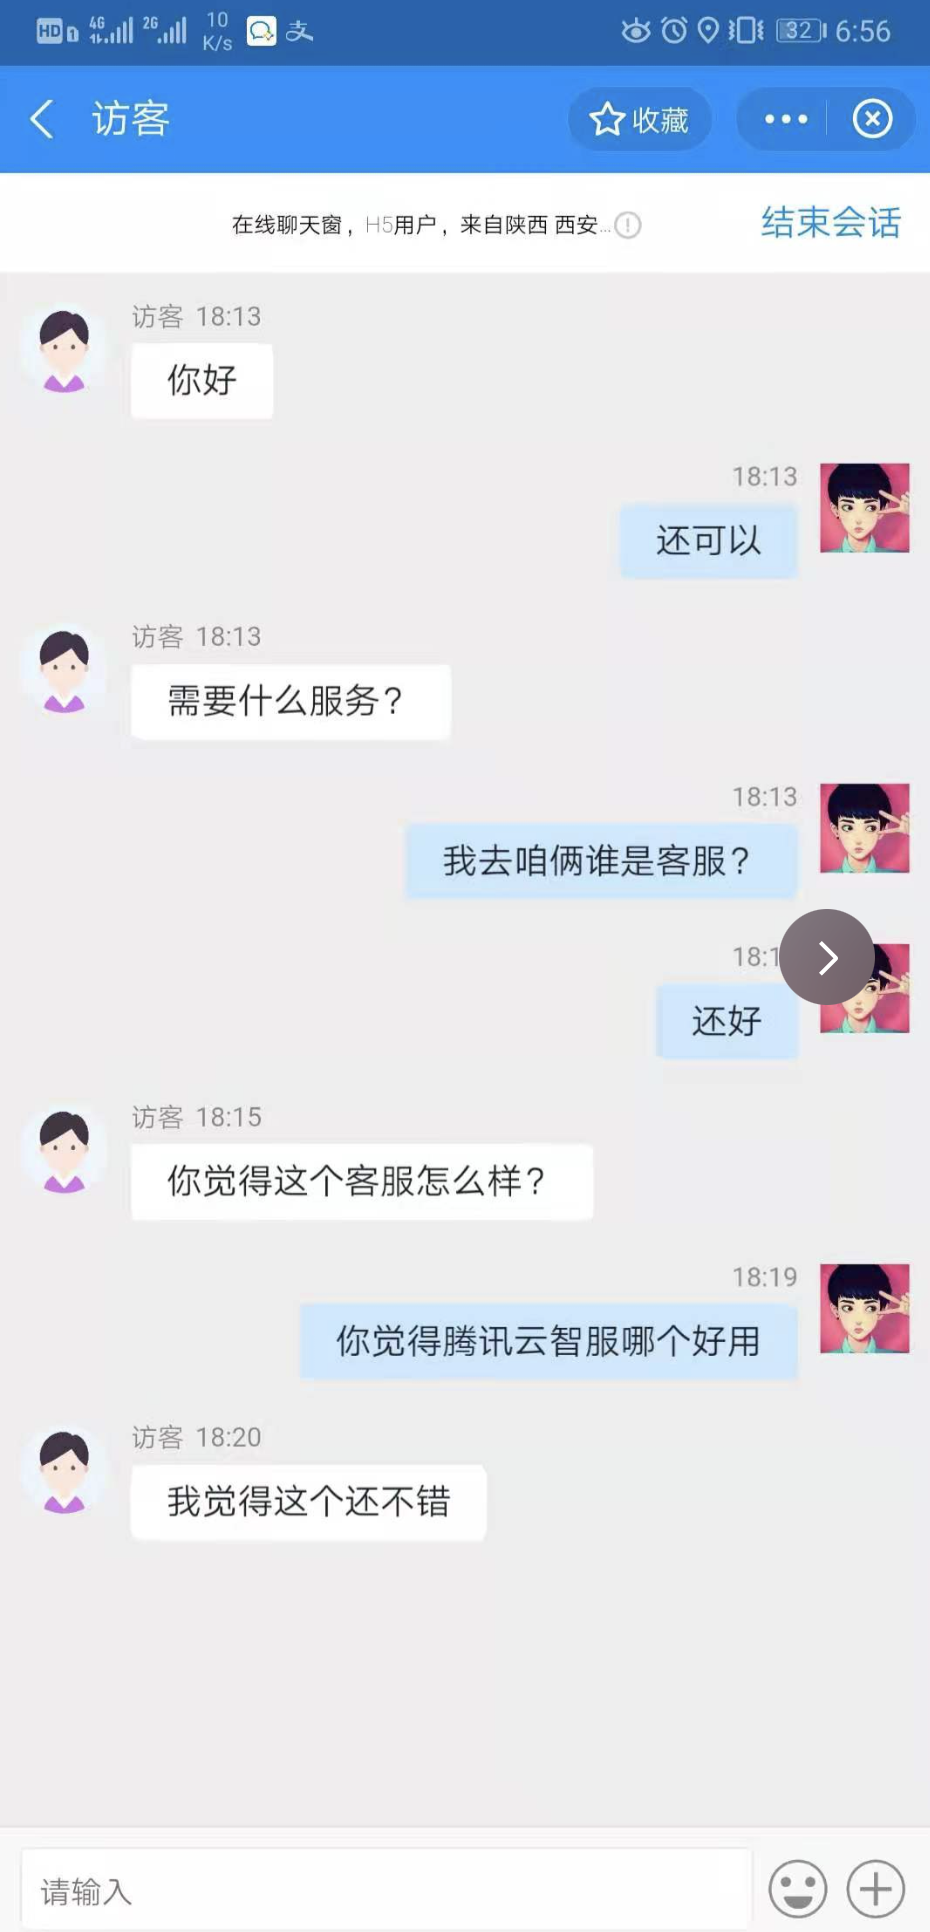 HD 1 4G 2G 10 K/s 支 32 6:56
访客 收藏
在线聊天窗，H5用户，来自陕西 西安... 结束会话
访客 18:13
你好
18:13
还可以
访客 18:13
需要什么服务？
18:13
我去咱俩谁是客服？
18:1
还好
访客 18:15
你觉得这个客服怎么样？
18:19
你觉得腾讯云智服哪个好用
访客 18:20
我觉得这个还不错
请输入